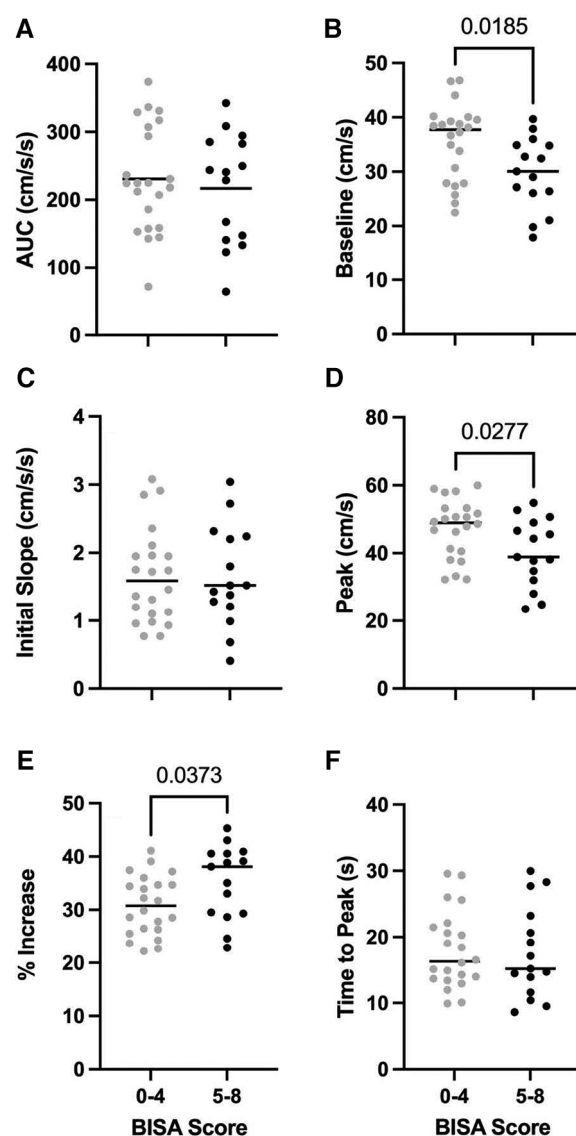 A
AUC (cm/s/s)
400
300
200
100
0
B
0.0185
Baseline (cm/s)
50
40
30
20
10
0
C
Initial Slope (cm/s/s)
4
3
2
1
0
D
0.0277
Peak (cm/s)
80
60
40
20
0
E
0.0373
% Increase
50
40
30
20
10
0
0-4
5-8
BISA Score
F
Time to Peak (s)
40
30
20
10
0
0-4
5-8
BISA Score